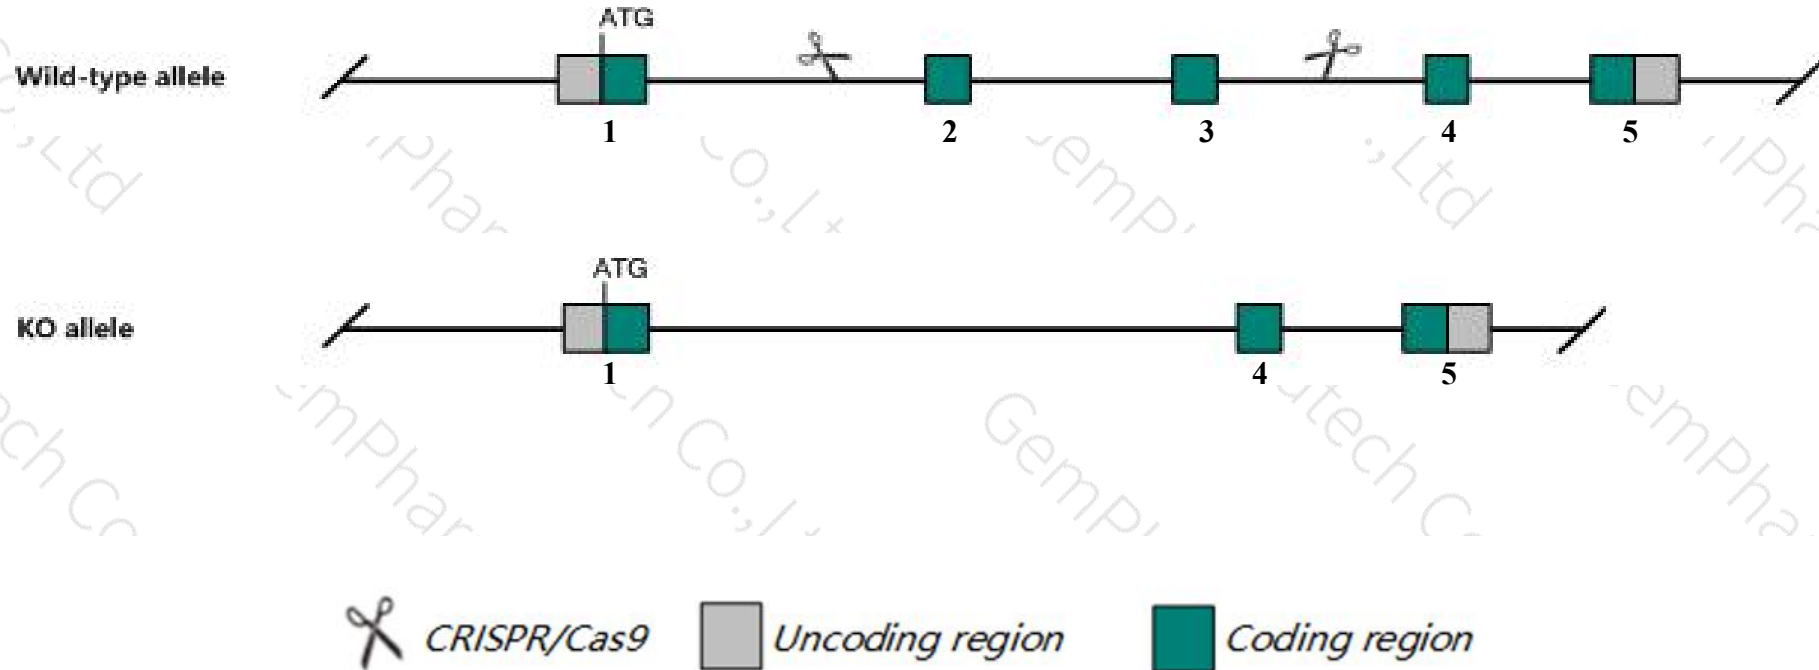 ATG
Wild-type allele
1 2 3 4 5
ATG
KO allele
1 4 5
CRISPR/Cas9 Uncoding region Coding region